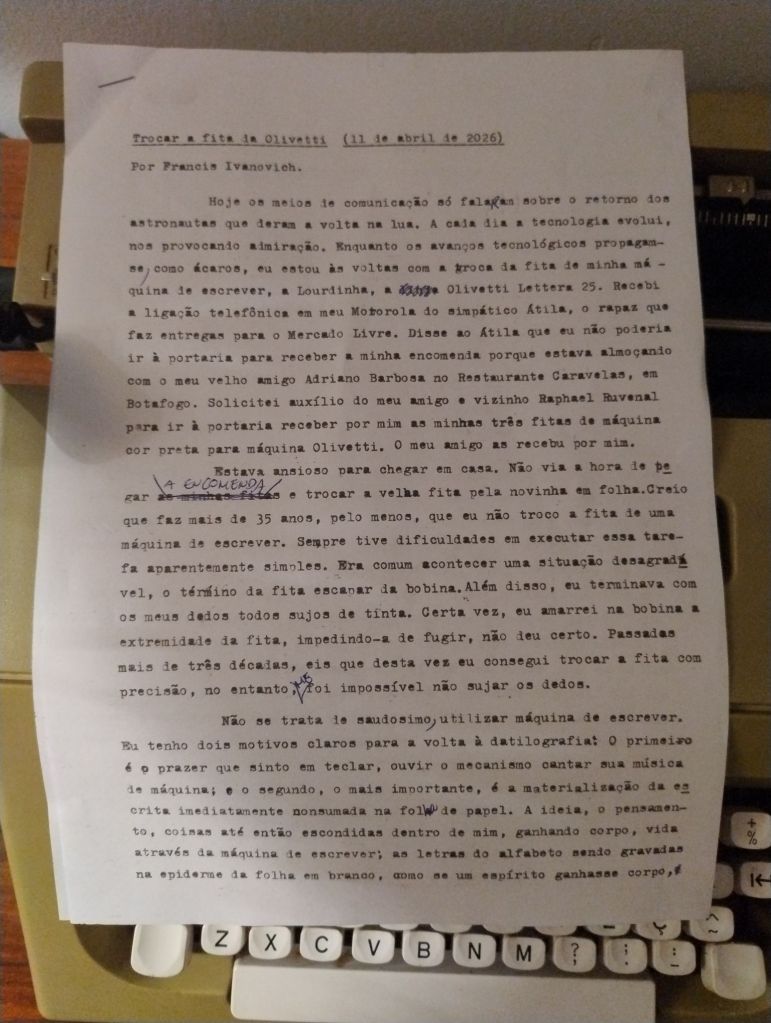 Trocar a fita da Olivetti (11 de abril de 2026)
Por Francis Ivanovich.
Hoje os meios de comunicação só falaRam sobre o retorno dos
astronautas que deram a volta na lua. A cada dia a tecnologia evolui,
nos provocando admiração. Enquanto os avanços tecnológicos propagam-
se, como ácaros, eu estou às voltas com a troca da fita de minha má -
quina de escrever, a Lourdinha, a Olivetti Lettera 25. Recebi
a ligação telefônica em meu Motorola do simpático Átila, o rapaz que
faz entregas para o Mercado Livre. Disse ao Átila que eu não poderia
ir à portaria para receber a minha encomenda porque estava almoçando
com o meu velho amigo Adriano Barbosa no Restaurante Caravelas, em
Botafogo. Solicitei auxílio do meu amigo e vizinho Raphael Ruvenal
para ir à portaria receber por mim as minhas três fitas de máquina
cor preta para máquina Olivetti. O meu amigo as recebu por mim.
Estava ansioso para chegar em casa. Não via a hora de pe
A ENCOMENDA
gar as minhas fitas e trocar a velha fita pela novinha em folha.Creio
que faz mais de 35 anos, pelo menos, que eu não troco a fita de uma
máquina de escrever. Sempre tive dificuldades em executar essa tare-
fa aparentemente simples. Era comum acontecer uma situação desagradá
vel, o término da fita escapar da bobina.Além disso, eu terminava com
os meus dedos todos sujos de tinta. Certa vez, eu amarrei na bobina a
extremidade da fita, impedindo-a de fugir, não deu certo. Passadas
mais de três décadas, eis que desta vez eu consegui trocar a fita com
precisão, no entanto, me foi impossível não sujar os dedos.
Não se trata de saudosimo, utilizar máquina de escrever.
Eu tenho dois motivos claros para a volta à datilografia: O primeiro
é o prazer que sinto em teclar, ouvir o mecanismo cantar sua música
de máquina; e o segundo, o mais importante, é a materialização da es
crita imediatamente nonsumada na folha de papel. A ideia, o pensamen-
to, coisas até então escondidas dentro de mim, ganhando corpo, vida
através da máquina de escrever; as letras do alfabeto sendo gravadas
na epiderme da folha em branco, como se um espírito ganhasse corpo,
+
%
Z X C V B N M ?